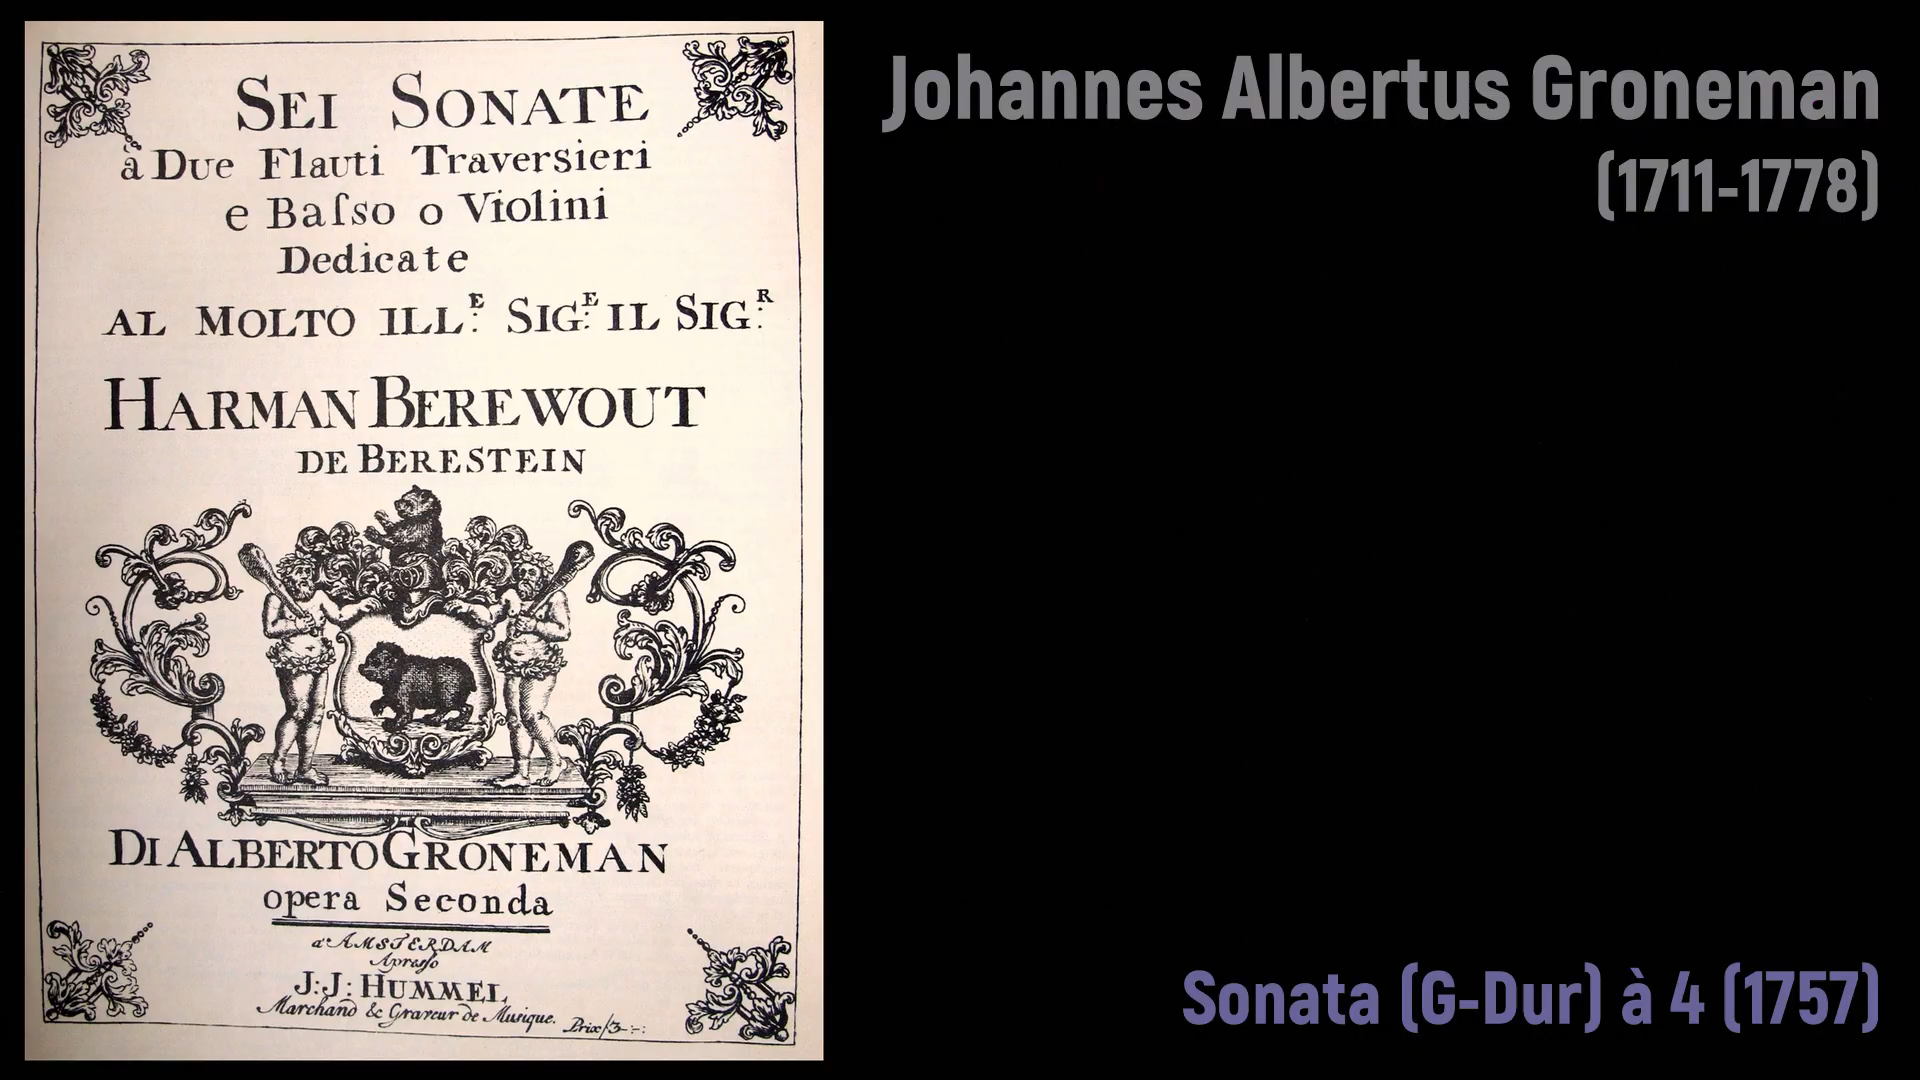 SEI SONATE
à Due Flauti Traversieri
e Baſso o Violini
Dedicate
AL MOLTO ILL.E SIG.E IL SIG.R
HARMAN BEREWOUT
DE BERESTEIN
DI ALBERTO GRONEMAN
opera Seconda
a AMSTERDAM
Apresso
J: J: HUMMEL,
Marchand & Graveur de Musique. Prix f3-:-:
Johannes Albertus Groneman
(1711-1778)
Sonata (G-Dur) à 4 (1757)